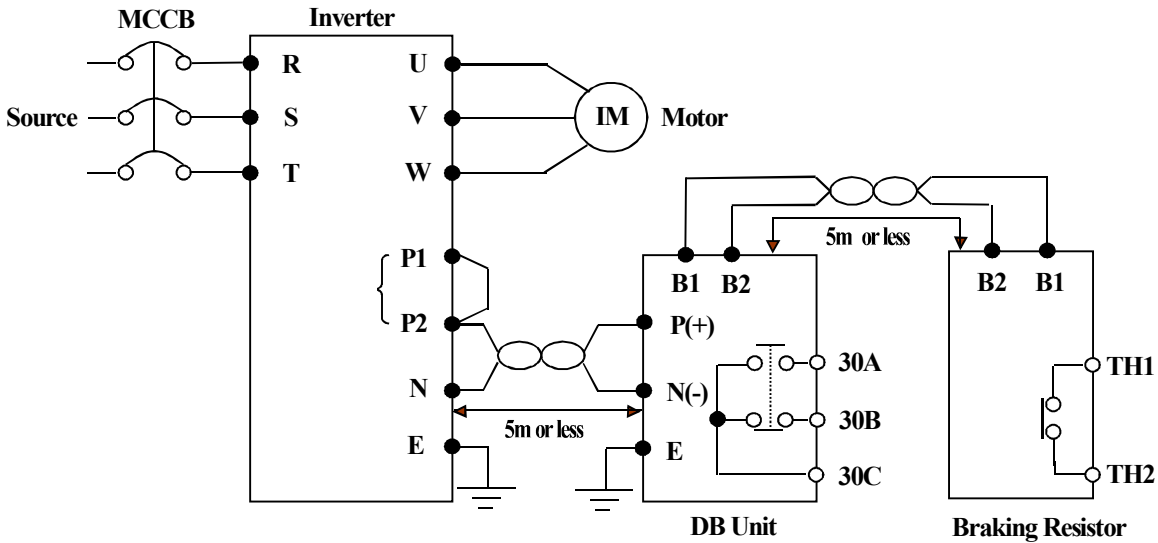 MCCB
Inverter
Source
R
S
T
U
V
W
IM
Motor
P1
P2
N
E
5m or less
B1 B2
P(+)
N(-)
E
30A
30B
30C
DB Unit
5m or less
B2 B1
TH1
TH2
Braking Resistor